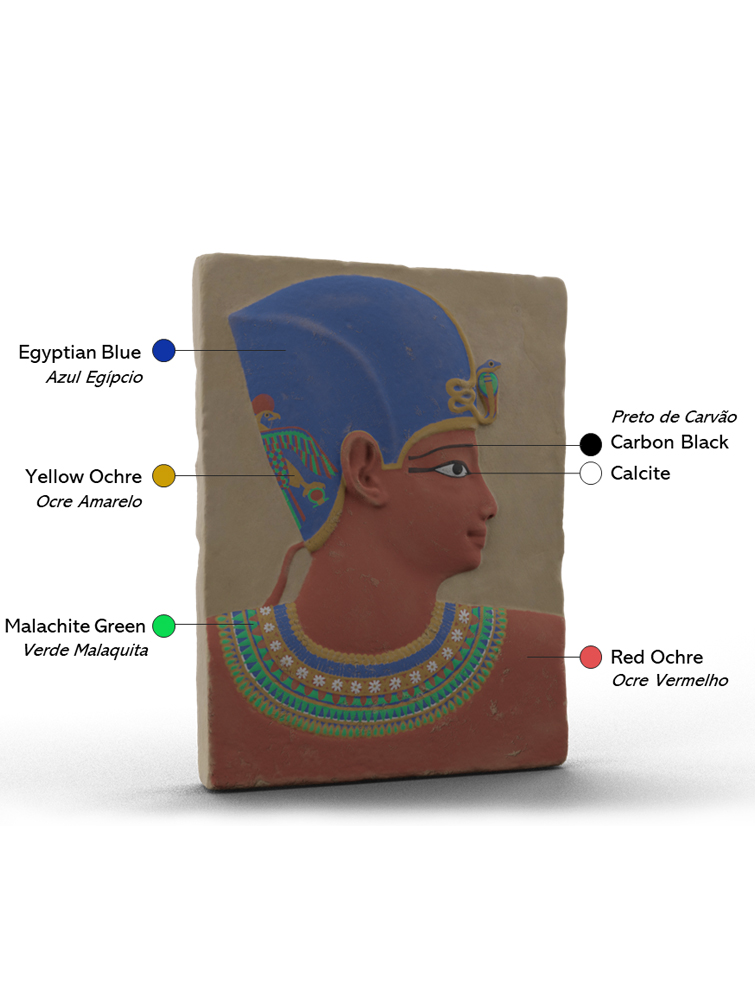 Egyptian Blue
Azul Egípcio
Yellow Ochre
Ocre Amarelo
Malachite Green
Verde Malaquita
Preto de Carvão
Carbon Black
Calcite
Red Ochre
Ocre Vermelho